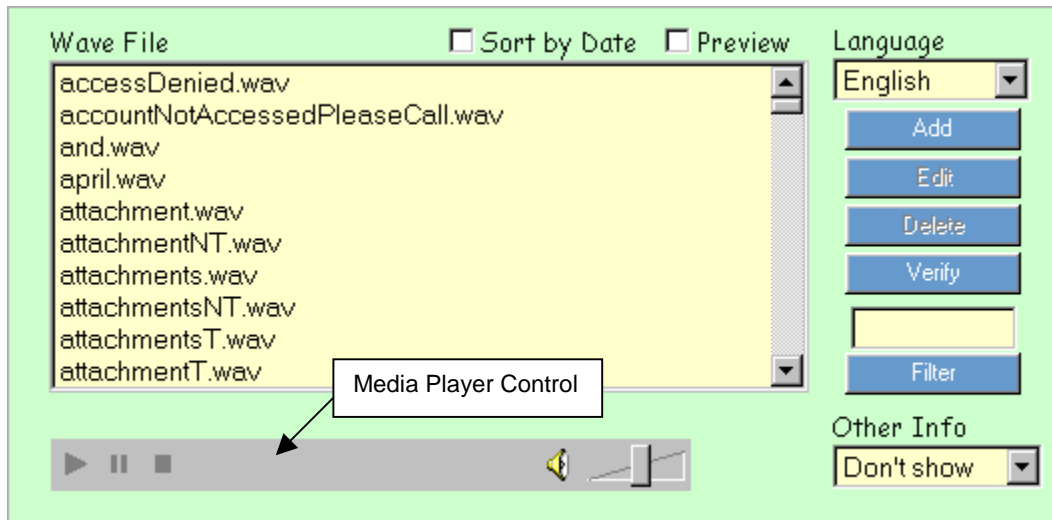 Wave File
Sort by Date
Preview
Language
accessDenied.wav
accountNotAccessedPleaseCall.wav
and.wav
april.wav
attachment.wav
attachmentNT.wav
attachments.wav
attachmentsNT.wav
attachmentsT.wav
attachmentT.wav
English
Add
Edit
Delete
Verify
Filter
Media Player Control
Other Info
Don't show